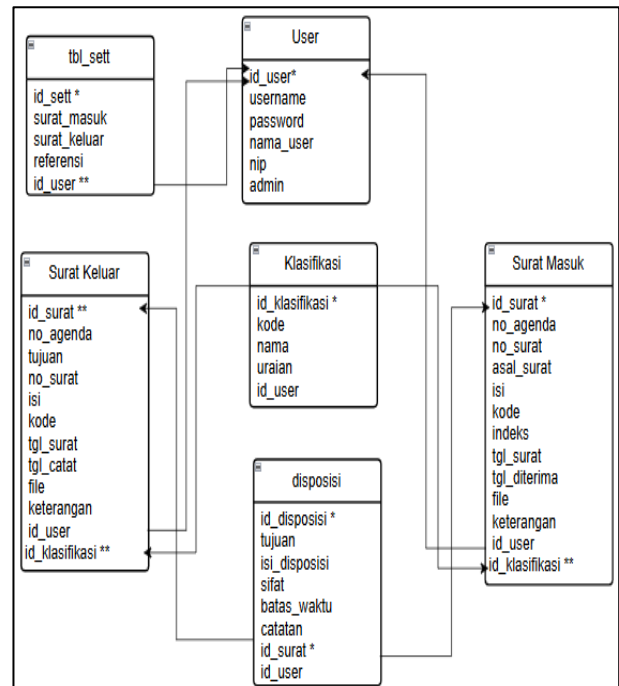 tbl_sett
id_sett *
surat_masuk
surat_keluar
referensi
id_user **
User
id_user*
username
password
nama_user
nip
admin
Surat Keluar
id_surat **
no_agenda
tujuan
no_surat
isi
kode
tgl_surat
tgl_catat
file
keterangan
id_user
id_klasifikasi **
Klasifikasi
id_klasifikasi *
kode
nama
uraian
id_user
Surat Masuk
id_surat *
no_agenda
no_surat
asal_surat
isi
kode
indeks
tgl_surat
tgl_diterima
file
keterangan
id_user
id_klasifikasi **
disposisi
id_disposisi *
tujuan
isi_disposisi
sifat
batas_waktu
catatan
id_surat *
id_user